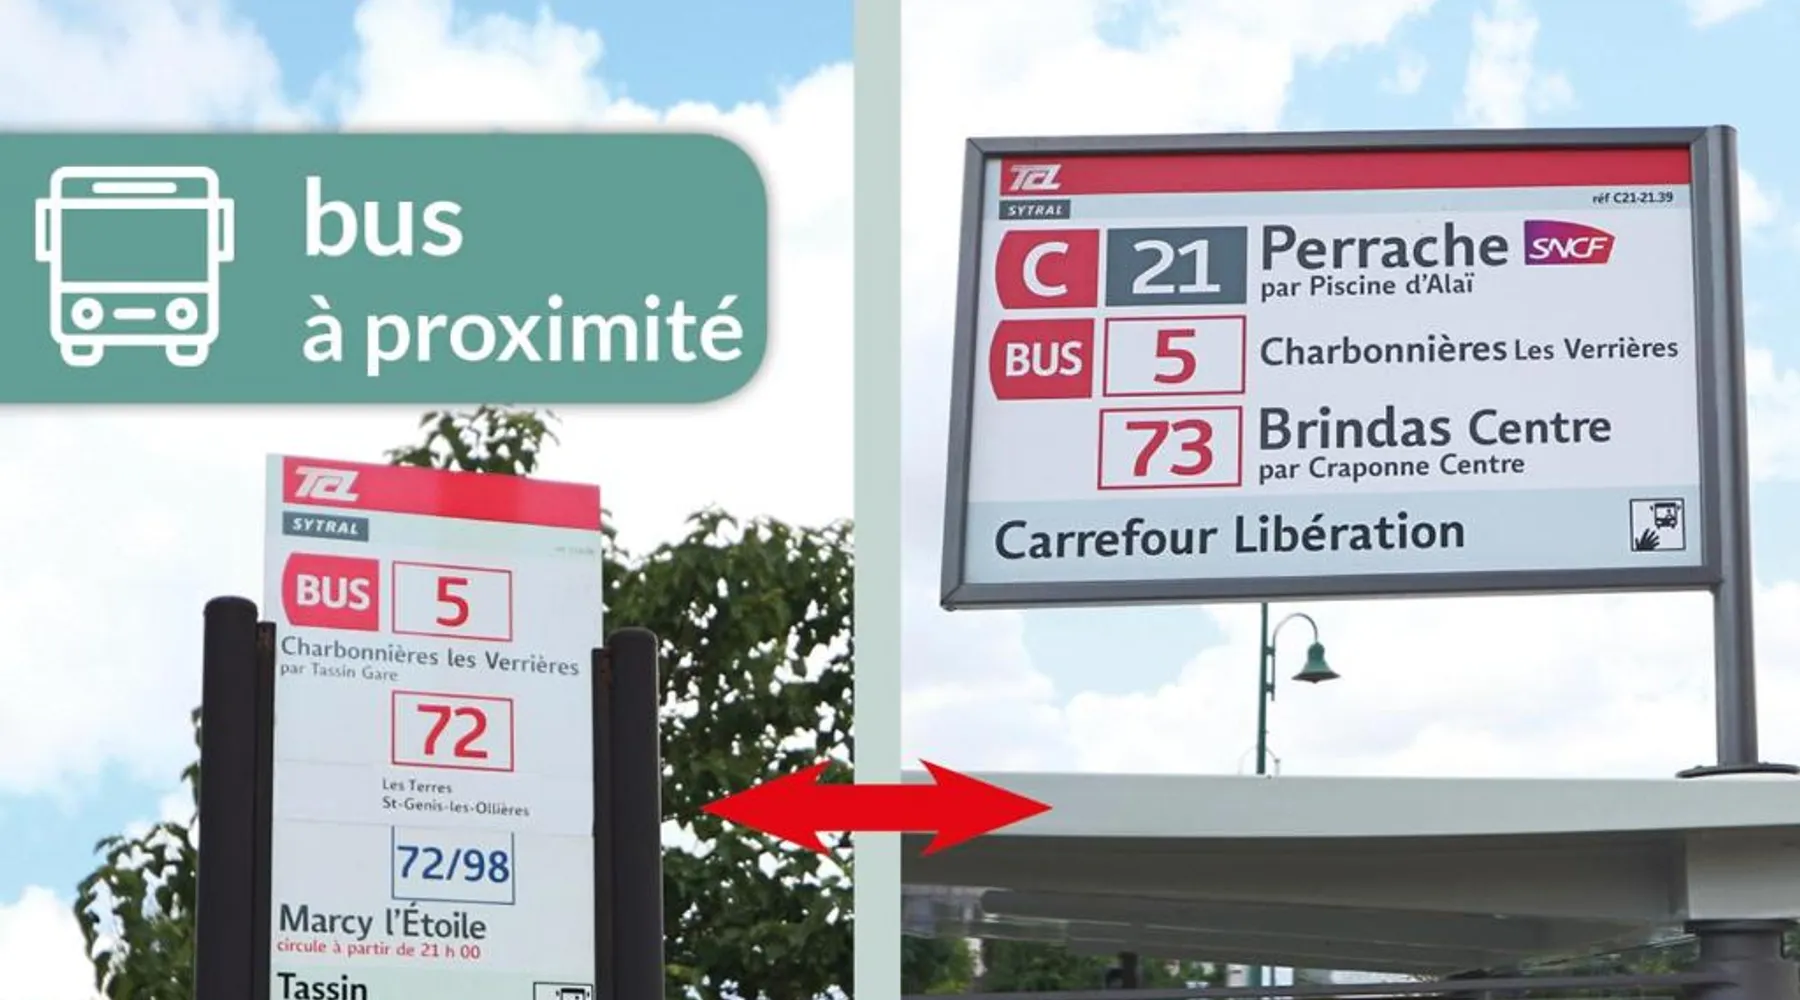 bus
à proximité
TCL
SYTRAL
BUS 5
Charbonnières les Verrières
par Tassin Gare
72
Les Terres
St-Genis-les-Ollières
72/98
Marcy l'Étoile
circule à partir de 21 h 00
Tassin
TCL
SYTRAL
réf C21-21.39
C 21 Perrache SNCF
par Piscine d'Alaï
BUS 5 Charbonnières Les Verrières
73 Brindas Centre
par Craponne Centre
Carrefour Libération